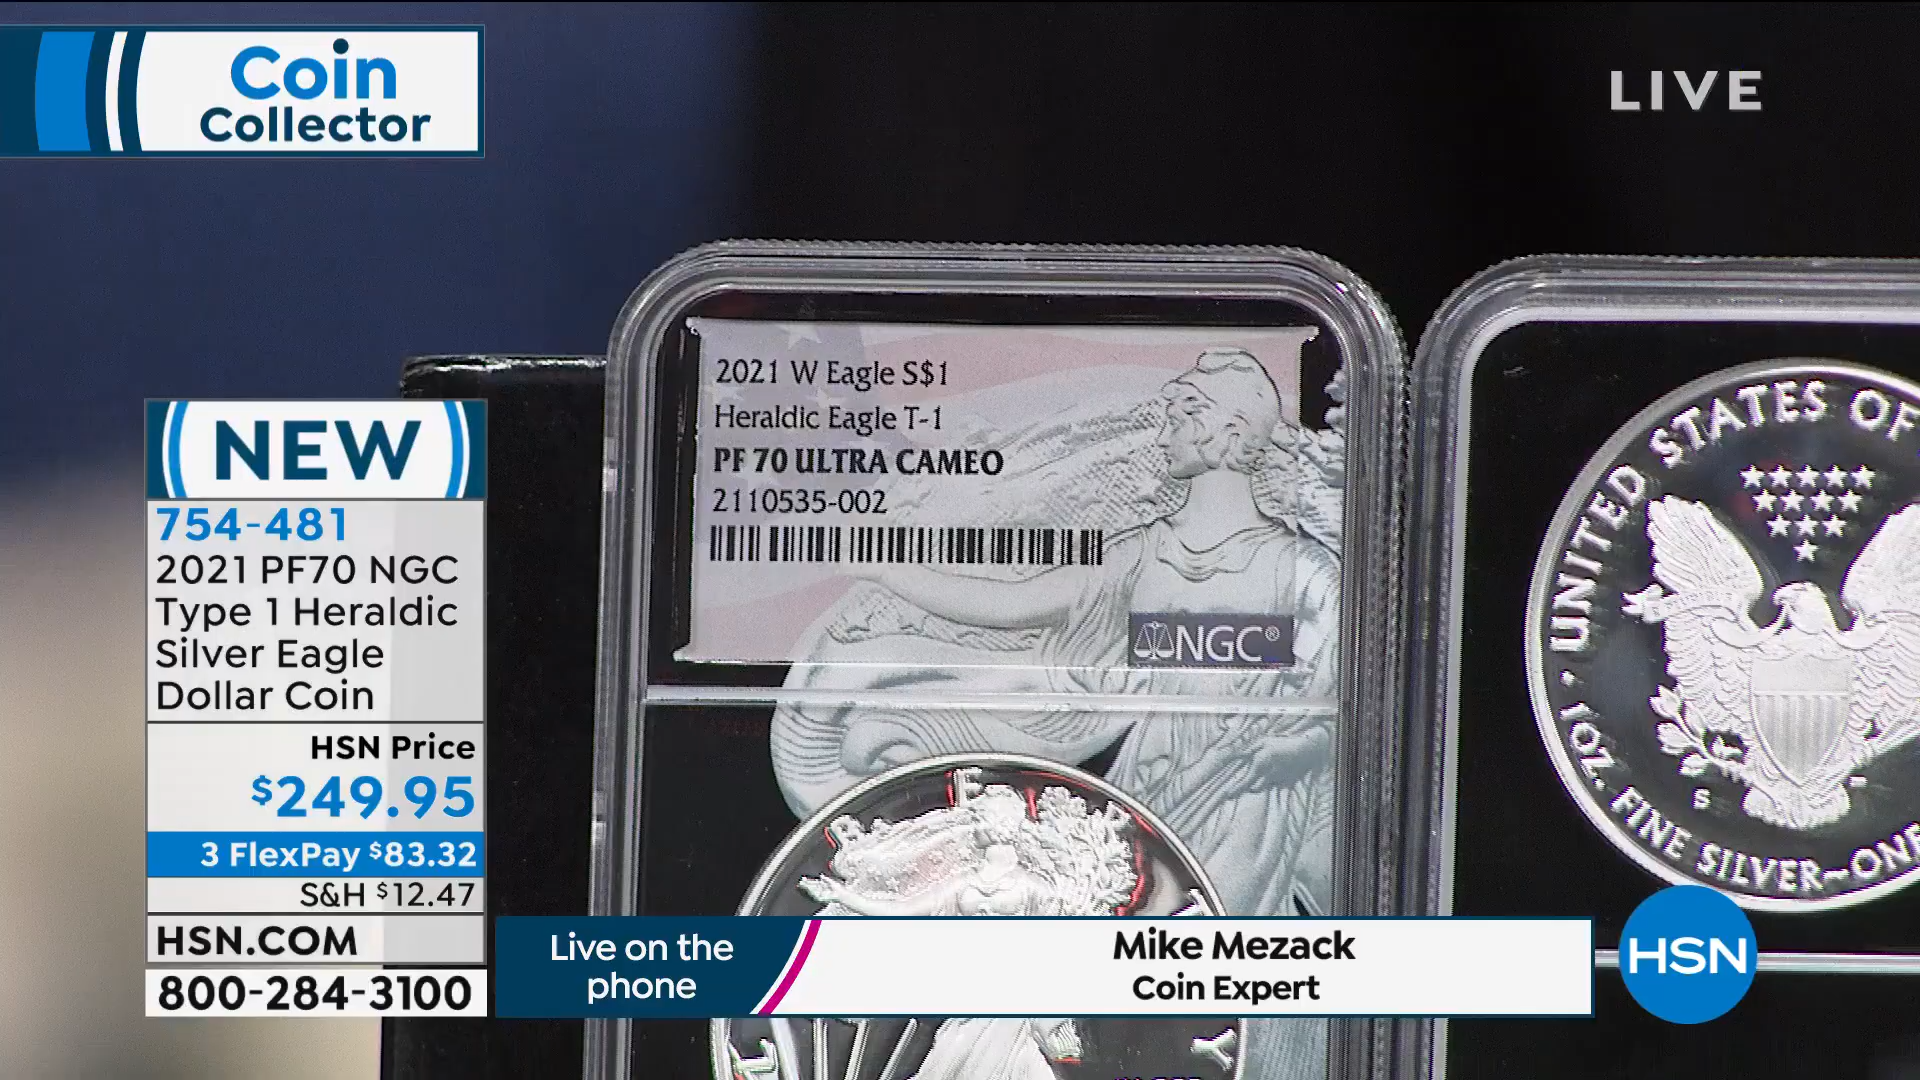 Coin
Collector
LIVE
NEW
754-481
2021 PF70 NGC
Type 1 Heraldic
Silver Eagle
Dollar Coin
HSN Price
$249.95
3 FlexPay $83.32
S&H $12.47
HSN.COM
800-284-3100
2021 W Eagle S$1
Heraldic Eagle T-1
PF 70 ULTRA CAMEO
2110535-002
NGC®
UNITED STATES OF
1 OZ. FINE SILVER~ONE
S
Y
Live on the
phone
Mike Mezack
Coin Expert
HSN